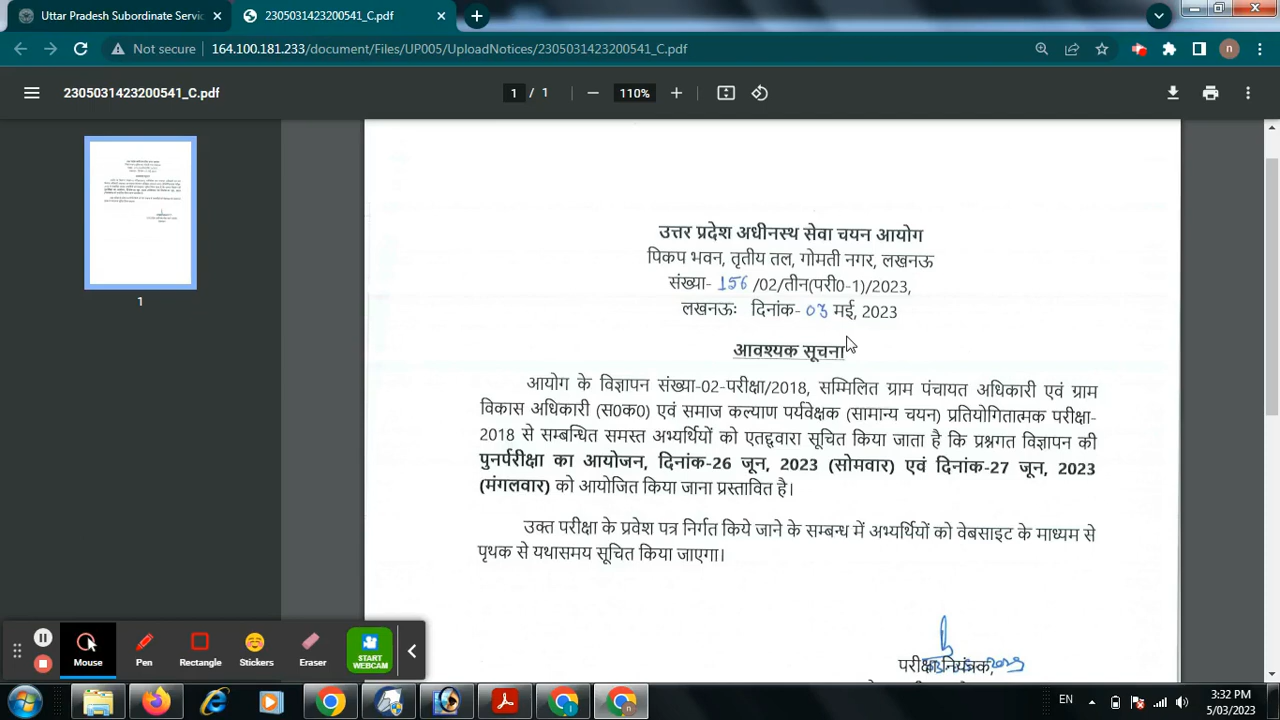 Uttar Pradesh Subordinate Servic
2305031423200541_C.pdf
Not secure
164.100.181.233/document/Files/UP005/UploadNotices/2305031423200541_C.pdf
n
2305031423200541_C.pdf
1 / 1
110%
1
उत्तर प्रदेश अधीनस्थ सेवा चयन आयोग
पिकप भवन, तृतीय तल, गोमती नगर, लखनऊ
संख्या- 156 /02/तीन(परी0-1)/2023,
लखनऊः दिनांक- 03 मई, 2023
आवश्यक सूचना
आयोग के विज्ञापन संख्या-02-परीक्षा/2018, सम्मिलित ग्राम पंचायत अधिकारी एवं ग्राम
विकास अधिकारी (स0क0) एवं समाज कल्याण पर्यवेक्षक (सामान्य चयन) प्रतियोगितात्मक परीक्षा-
2018 से सम्बन्धित समस्त अभ्यर्थियों को एतद्द्वारा सूचित किया जाता है कि प्रश्नगत विज्ञापन की
पुनर्परीक्षा का आयोजन, दिनांक-26 जून, 2023 (सोमवार) एवं दिनांक-27 जून, 2023
(मंगलवार) को आयोजित किया जाना प्रस्तावित है।
उक्त परीक्षा के प्रवेश पत्र निर्गत किये जाने के सम्बन्ध में अभ्यर्थियों को वेबसाइट के माध्यम से
पृथक से यथासमय सूचित किया जाएगा।
परीक्षा नियंत्रक,
Mouse
Pen
Rectangle
Stickers
Eraser
START
WEBCAM
EN
3:32 PM
5/03/2023